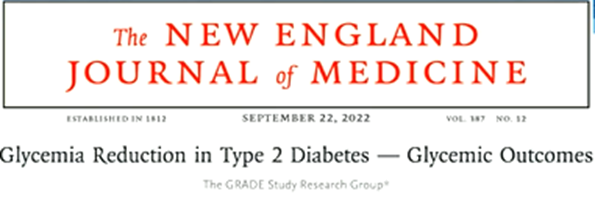 The NEW ENGLAND
JOURNAL of MEDICINE
ESTABLISHED IN 1812 SEPTEMBER 22, 2022 VOL. 387 NO. 12
Glycemia Reduction in Type 2 Diabetes — Glycemic Outcomes
The GRADE Study Research Group*